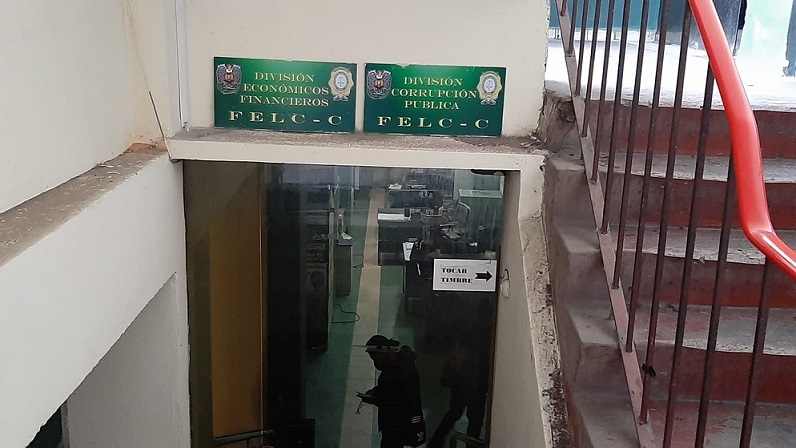 DIVISIÓN
ECONÓMICOS
FINANCIEROS
FELC-C
DIVISIÓN
CORRUPCIÓN
PUBLICA
FELC-C
TOCAR
TIMBRE